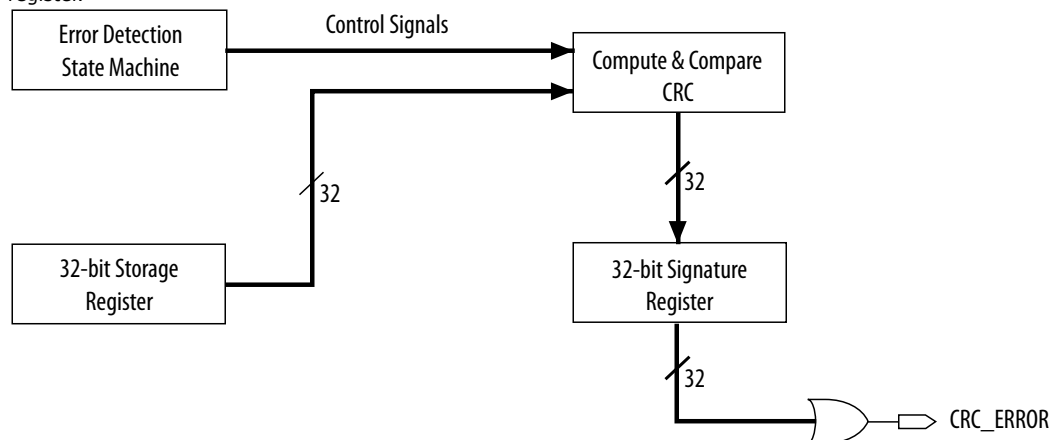 register.
Error Detection
State Machine
Control Signals
Compute & Compare
CRC
32
32
32-bit Storage
Register
32-bit Signature
Register
32
CRC_ERROR